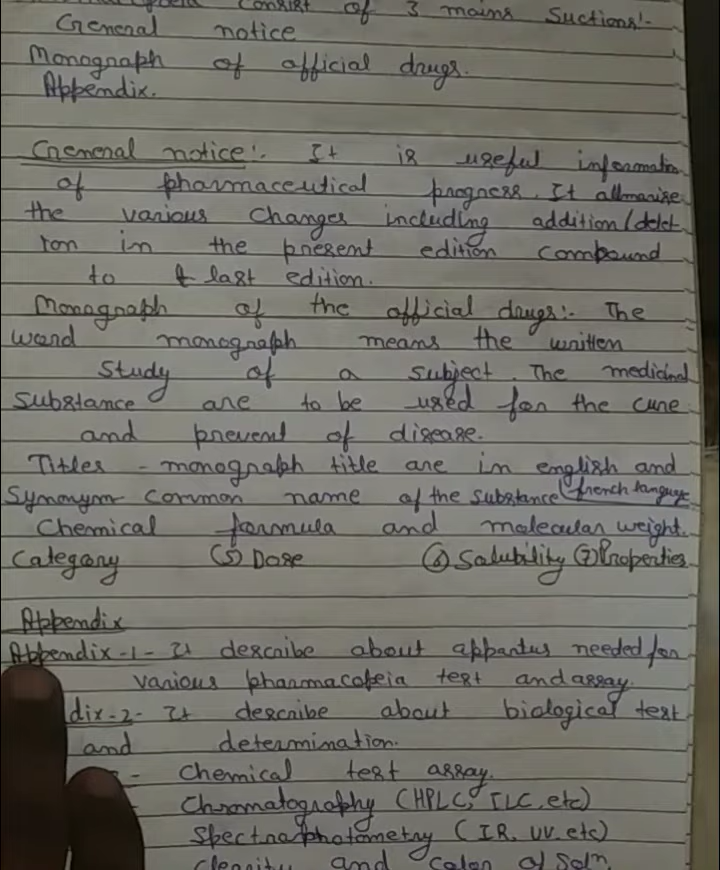 consist of 3 mains Suctions:-
General notice
Monograph of official drugs.
Appendix.
General notice:- It is useful information
of pharmaceutical progress. It allmarise
the various changes including addition/delet
ion in the present edition compound
to & last edition.
Monograph of the official drugs:- The
word monograph means the written
Study of a subject. The medicinal
substance are to be used for the cure
and prevent of disease.
Titles - monograph title are in english and
Synonym common name of the substance (french languge
Chemical formula and molecular weight.
Category (5) Dose (6) Solubility (7) Properties
Appendix
Appendix-1- It describe about appartus needed for
various pharmacopeia test and assay.
dix-2- It describe about biological test
and determination.
- Chemical test assay.
Chromatography (HPLC, TLC, etc)
Spectrophotometry (IR, UV, etc)
and color of soln.